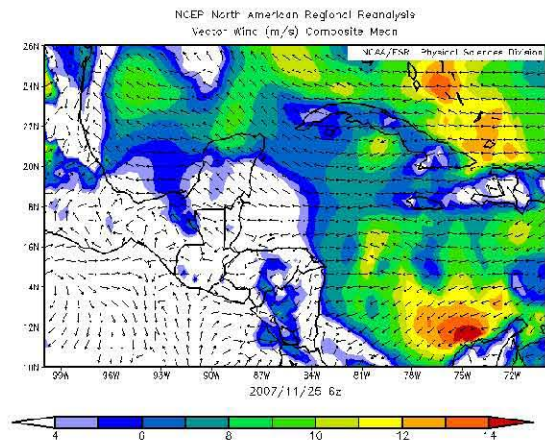 NCEP North American Regional Reanalysis
Vector Wind (m/s) Composite Mean
NOAA/ESRL Physical Sciences Division
26N
24N
22N
20N
18N
16N
14N
12N
10N
99W 96W 93W 90W 87W 84W 81W 78W 75W 72W
2007/11/25 6z
4 6 8 10 12 4